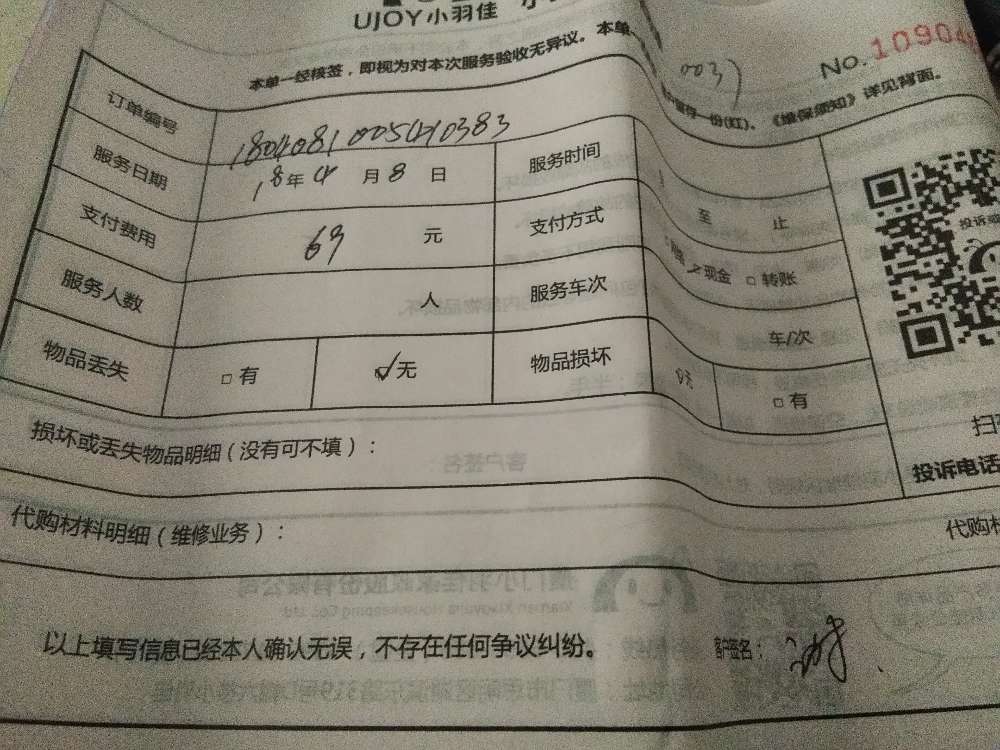 UJOY小羽佳
No. 10904
003
本单一经核签，即视为对本次服务验收无异议。本单
一份(红)。《维保须知》详见背面。
订单编号 1804081005410383
服务日期 18年4月8日 服务时间 至 止
支付费用 69 元 支付方式 现金 □转账
服务人数 人 服务车次 车/次
物品丢失 □有 ✓无 物品损坏 □有
投诉
损坏或丢失物品明细（没有可不填）：
扫
投诉电话
代购材料明细（维修业务）：
代购材
以上填写信息已经本人确认无误，不存在任何争议纠纷。
客户签名：